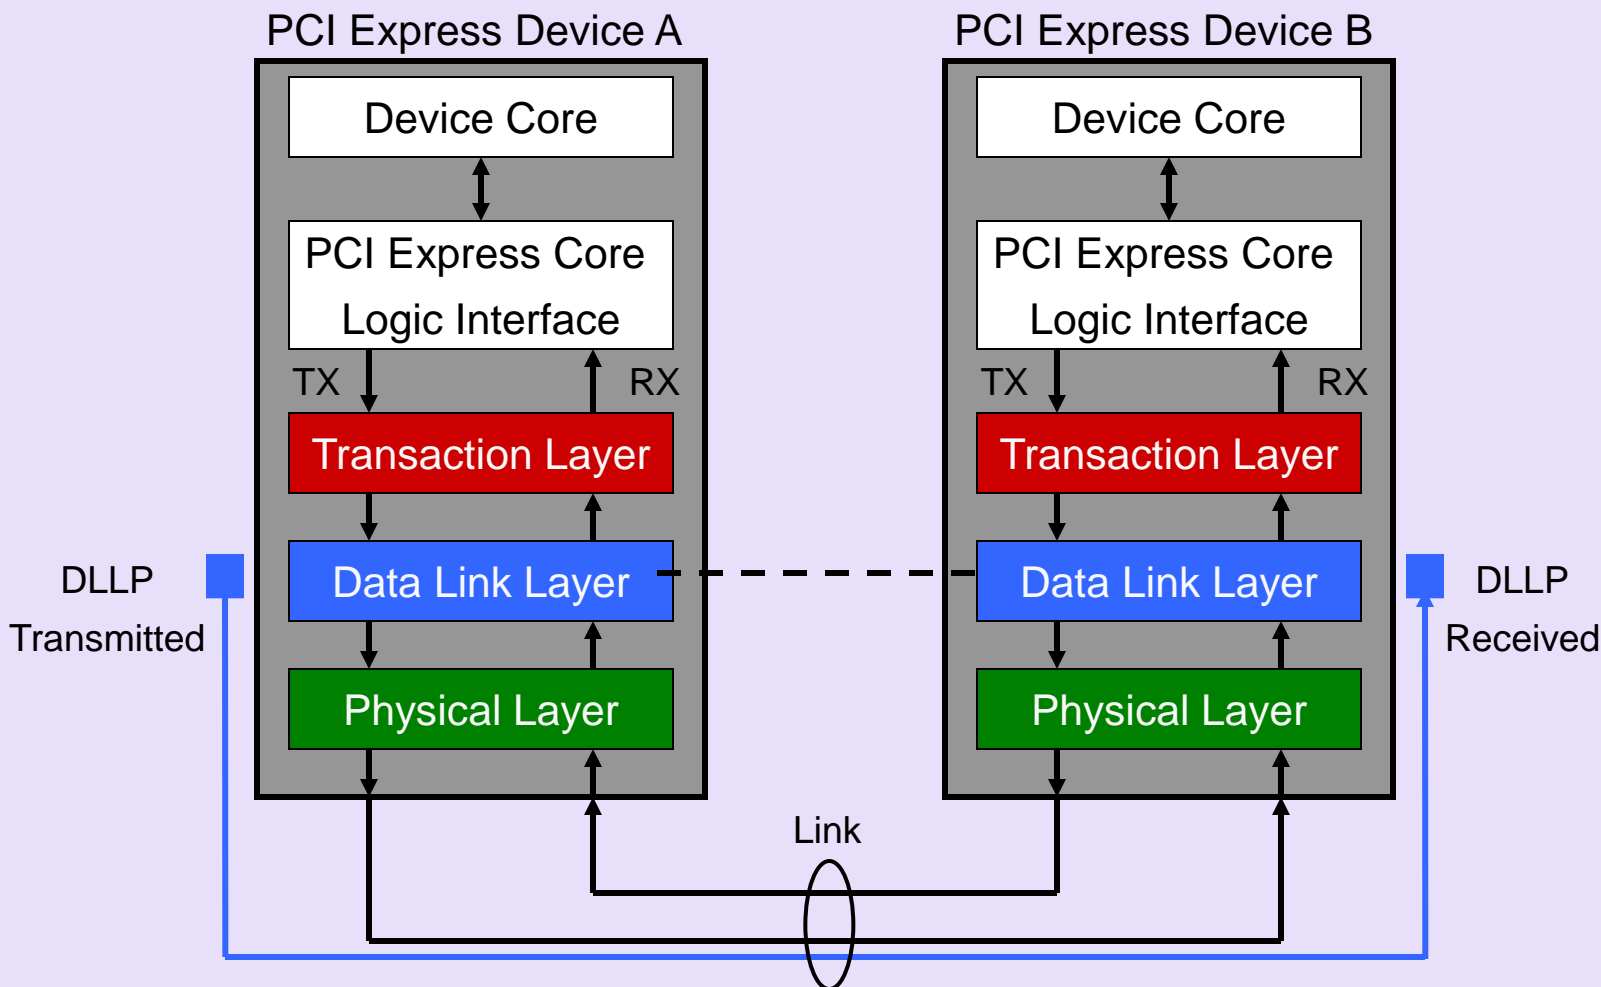 PCI Express Device A
Device Core
PCI Express Core
Logic Interface
TX
RX
Transaction Layer
Data Link Layer
Physical Layer
DLLP
Transmitted
PCI Express Device B
Device Core
PCI Express Core
Logic Interface
TX
RX
Transaction Layer
Data Link Layer
Physical Layer
DLLP
Received
Link